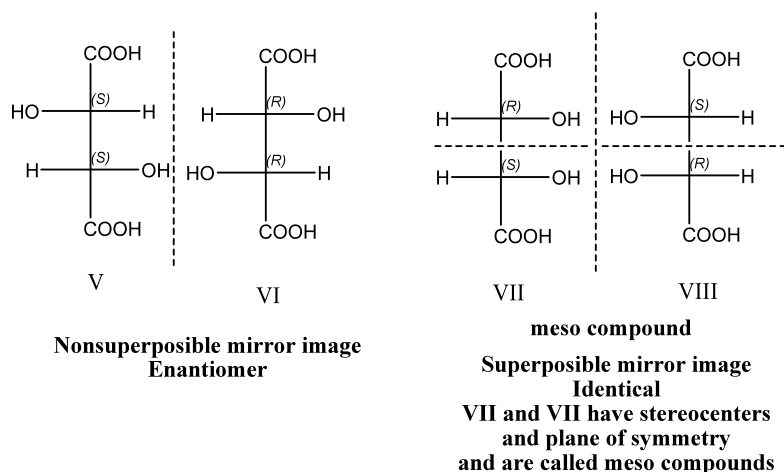 COOH COOH COOH COOH
HO (S) H H (R) OH H (R) OH HO (S) H
H (S) OH HO (R) H H (S) OH HO (R) H
COOH COOH COOH COOH
V VI VII VIII
Nonsuperposible mirror image
Enantiomer
meso compound
Superposible mirror image
Identical
VII and VII have stereocenters
and plane of symmetry
and are called meso compounds